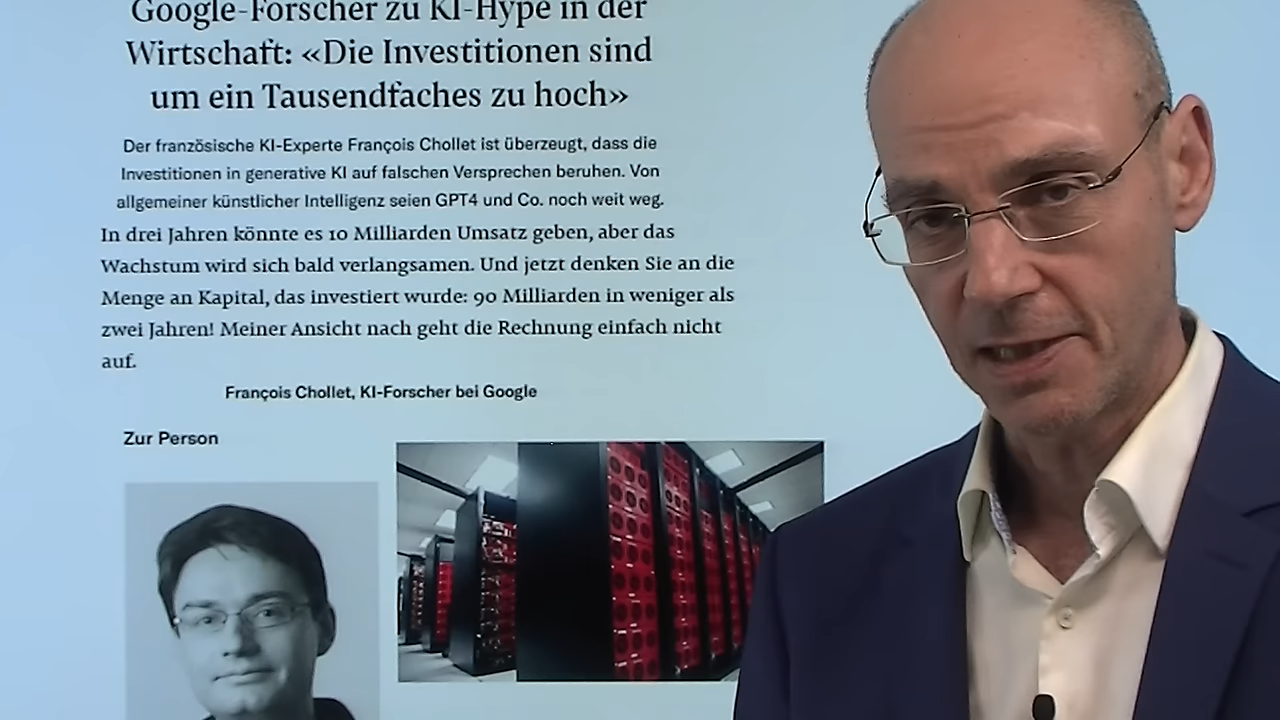 Google-Forscher zu KI-Hype in der
Wirtschaft: «Die Investitionen sind
um ein Tausendfaches zu hoch»
Der französische KI-Experte François Chollet ist überzeugt, dass die
Investitionen in generative KI auf falschen Versprechen beruhen. Von
allgemeiner künstlicher Intelligenz seien GPT4 und Co. noch weit weg.
In drei Jahren könnte es 10 Milliarden Umsatz geben, aber das
Wachstum wird sich bald verlangsamen. Und jetzt denken Sie an die
Menge an Kapital, das investiert wurde: 90 Milliarden in weniger als
zwei Jahren! Meiner Ansicht nach geht die Rechnung einfach nicht
auf.
François Chollet, KI-Forscher bei Google
Zur Person